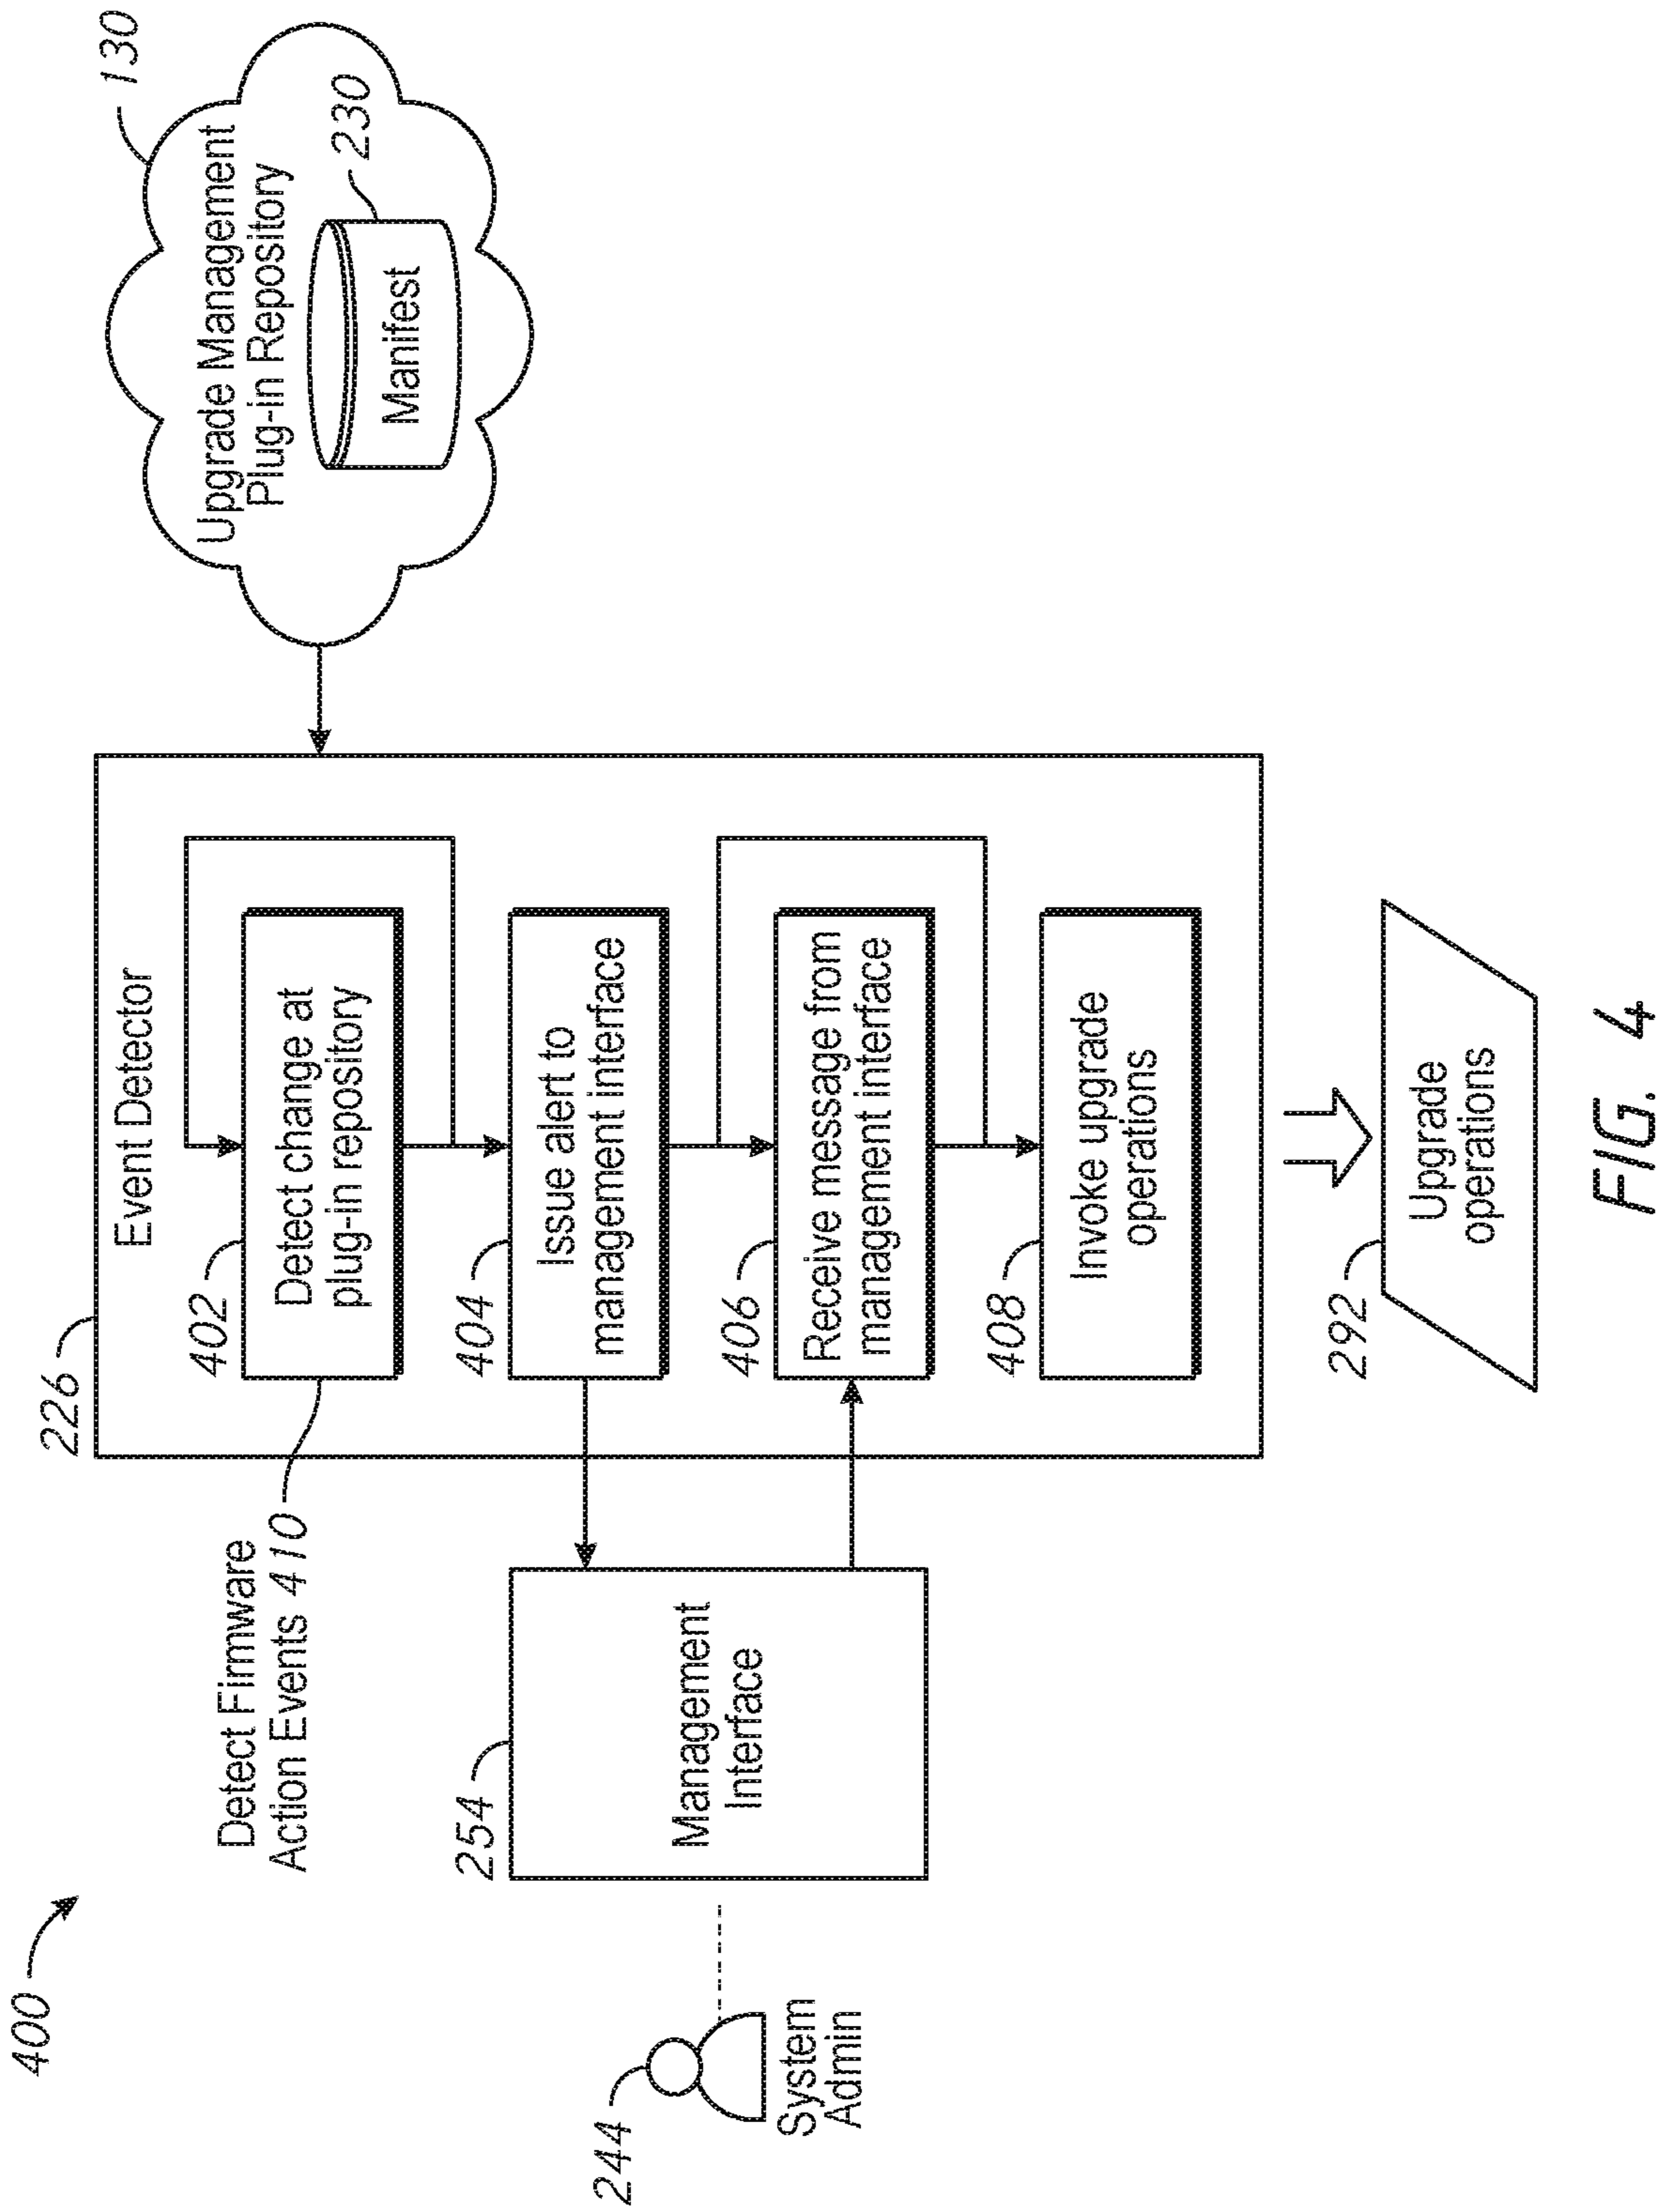 400
Detect Firmware
Action Events 410
226
Event Detector
130
Upgrade Management
Plug-in Repository
230
Manifest
402
Detect change at
plug-in repository
244
System
Admin
254
Management
Interface
404
Issue alert to
management interface
406
Receive message from
management interface
408
Invoke upgrade
operations
292
Upgrade
operations
FIG. 4